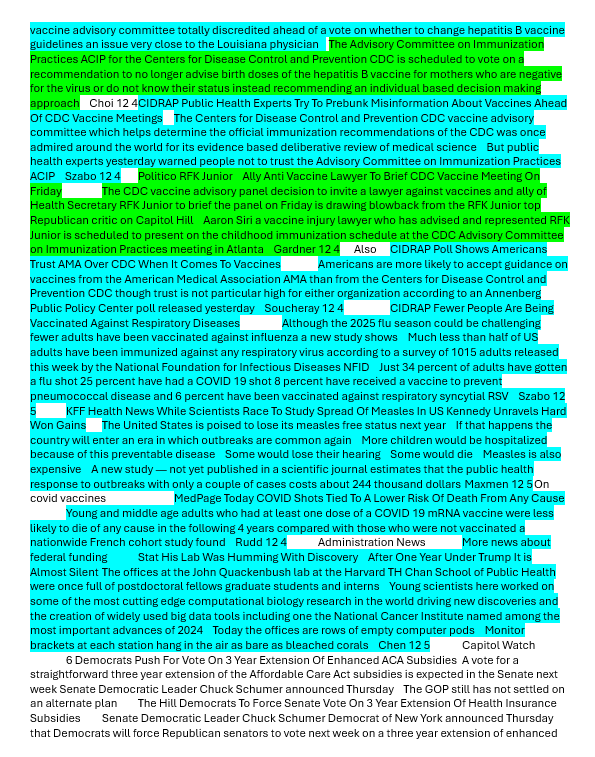 vaccine advisory committee totally discredited ahead of a vote on whether to change hepatitis B vaccine
guidelines an issue very close to the Louisiana physician The Advisory Committee on Immunization
Practices ACIP for the Centers for Disease Control and Prevention CDC is scheduled to vote on a
recommendation to no longer advise birth doses of the hepatitis B vaccine for mothers who are negative
for the virus or do not know their status instead recommending an individual based decision making
approach Choi 12 4CIDRAP Public Health Experts Try To Prebunk Misinformation About Vaccines Ahead
Of CDC Vaccine Meetings The Centers for Disease Control and Prevention CDC vaccine advisory
committee which helps determine the official immunization recommendations of the CDC was once
admired around the world for its evidence based deliberative review of medical science But public
health experts yesterday warned people not to trust the Advisory Committee on Immunization Practices
ACIP Szabo 12 4 Politico RFK Junior Ally Anti Vaccine Lawyer To Brief CDC Vaccine Meeting On
Friday The CDC vaccine advisory panel decision to invite a lawyer against vaccines and ally of
Health Secretary RFK Junior to brief the panel on Friday is drawing blowback from the RFK Junior top
Republican critic on Capitol Hill Aaron Siri a vaccine injury lawyer who has advised and represented RFK
Junior is scheduled to present on the childhood immunization schedule at the CDC Advisory Committee
on Immunization Practices meeting in Atlanta Gardner 12 4 Also CIDRAP Poll Shows Americans
Trust AMA Over CDC When It Comes To Vaccines Americans are more likely to accept guidance on
vaccines from the American Medical Association AMA than from the Centers for Disease Control and
Prevention CDC though trust is not particular high for either organization according to an Annenberg
Public Policy Center poll released yesterday Soucheray 12 4 CIDRAP Fewer People Are Being
Vaccinated Against Respiratory Diseases Although the 2025 flu season could be challenging
fewer adults have been vaccinated against influenza a new study shows Much less than half of US
adults have been immunized against any respiratory virus according to a survey of 1015 adults released
this week by the National Foundation for Infectious Diseases NFID Just 34 percent of adults have gotten
a flu shot 25 percent have had a COVID 19 shot 8 percent have received a vaccine to prevent
pneumococcal disease and 6 percent have been vaccinated against respiratory syncytial RSV Szabo 12
5 KFF Health News While Scientists Race To Study Spread Of Measles In US Kennedy Unravels Hard
Won Gains The United States is poised to lose its measles free status next year If that happens the
country will enter an era in which outbreaks are common again More children would be hospitalized
because of this preventable disease Some would lose their hearing Some would die Measles is also
expensive A new study — not yet published in a scientific journal estimates that the public health
response to outbreaks with only a couple of cases costs about 244 thousand dollars Maxmen 12 5On
covid vaccines MedPage Today COVID Shots Tied To A Lower Risk Of Death From Any Cause
Young and middle age adults who had at least one dose of a COVID 19 mRNA vaccine were less
likely to die of any cause in the following 4 years compared with those who were not vaccinated a
nationwide French cohort study found Rudd 12 4 Administration News More news about
federal funding Stat His Lab Was Humming With Discovery After One Year Under Trump It is
Almost Silent The offices at the John Quackenbush lab at the Harvard TH Chan School of Public Health
were once full of postdoctoral fellows graduate students and interns Young scientists here worked on
some of the most cutting edge computational biology research in the world driving new discoveries and
the creation of widely used big data tools including one the National Cancer Institute named among the
most important advances of 2024 Today the offices are rows of empty computer pods Monitor
brackets at each station hang in the air as bare as bleached corals Chen 12 5 Capitol Watch
6 Democrats Push For Vote On 3 Year Extension Of Enhanced ACA Subsidies A vote for a
straightforward three year extension of the Affordable Care Act subsidies is expected in the Senate next
week Senate Democratic Leader Chuck Schumer announced Thursday The GOP still has not settled on
an alternate plan The Hill Democrats To Force Senate Vote On 3 Year Extension Of Health Insurance
Subsidies Senate Democratic Leader Chuck Schumer Democrat of New York announced Thursday
that Democrats will force Republican senators to vote next week on a three year extension of enhanced